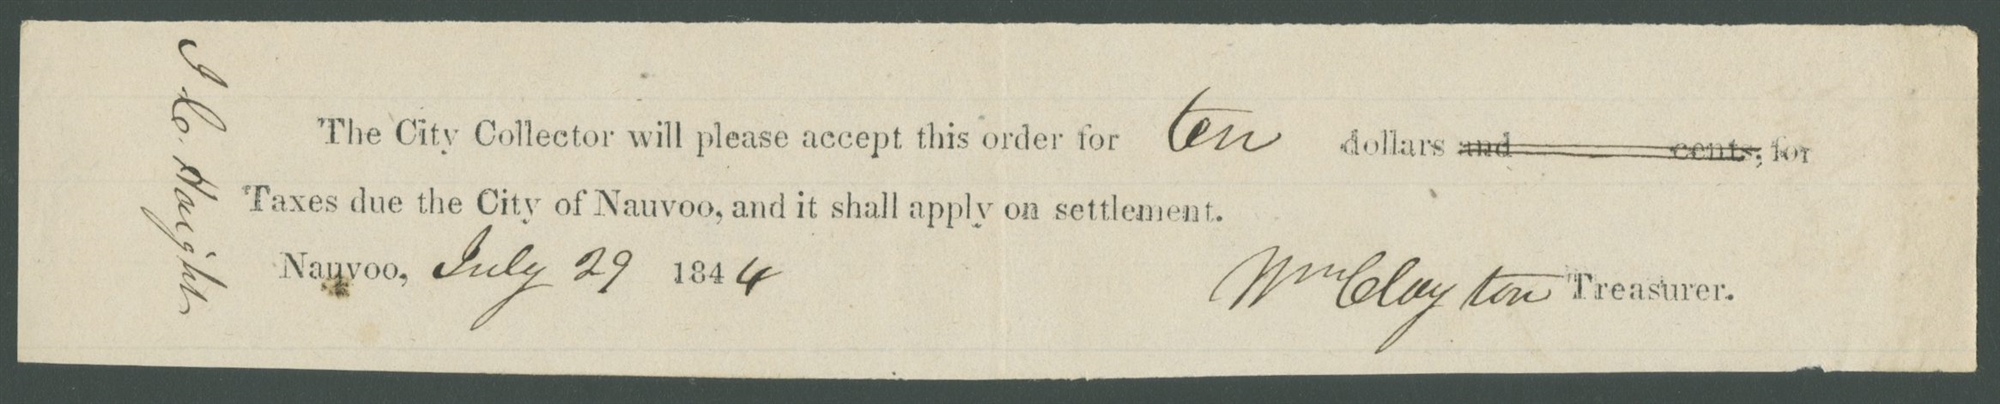 I. C. Haight
The City Collector will please accept this order for ten dollars and cents, for
Taxes due the City of Nauvoo, and it shall apply on settlement.
Nauvoo, July 29 1844 Wm Clayton Treasurer.